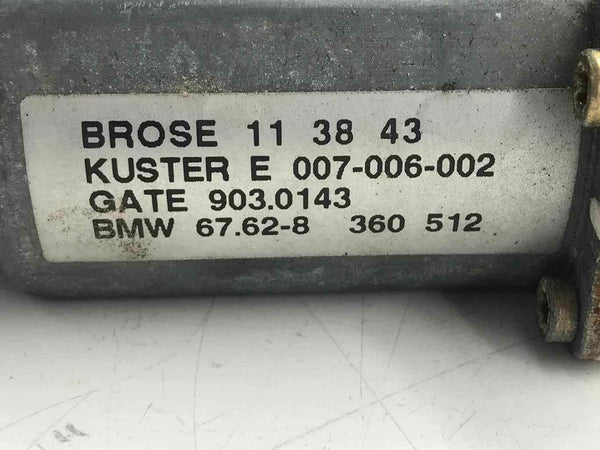 BROSE 11 38 43
KUSTER E 007-006-002
GATE 903.0143
BMW 67.62-8 360 512